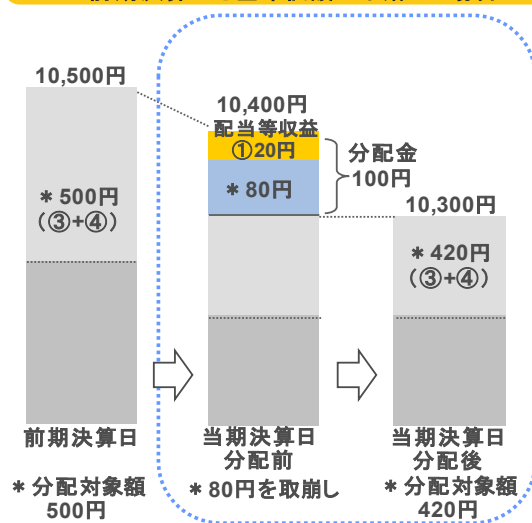 10,500円
10,400円
配当等収益
①20円
分配金
100円
＊80円
＊500円
（③+④）
10,300円
＊420円
（③+④）
前期決算日
当期決算日
分配前
当期決算日
分配後
＊分配対象額
500円
＊80円を取崩し
＊分配対象額
420円